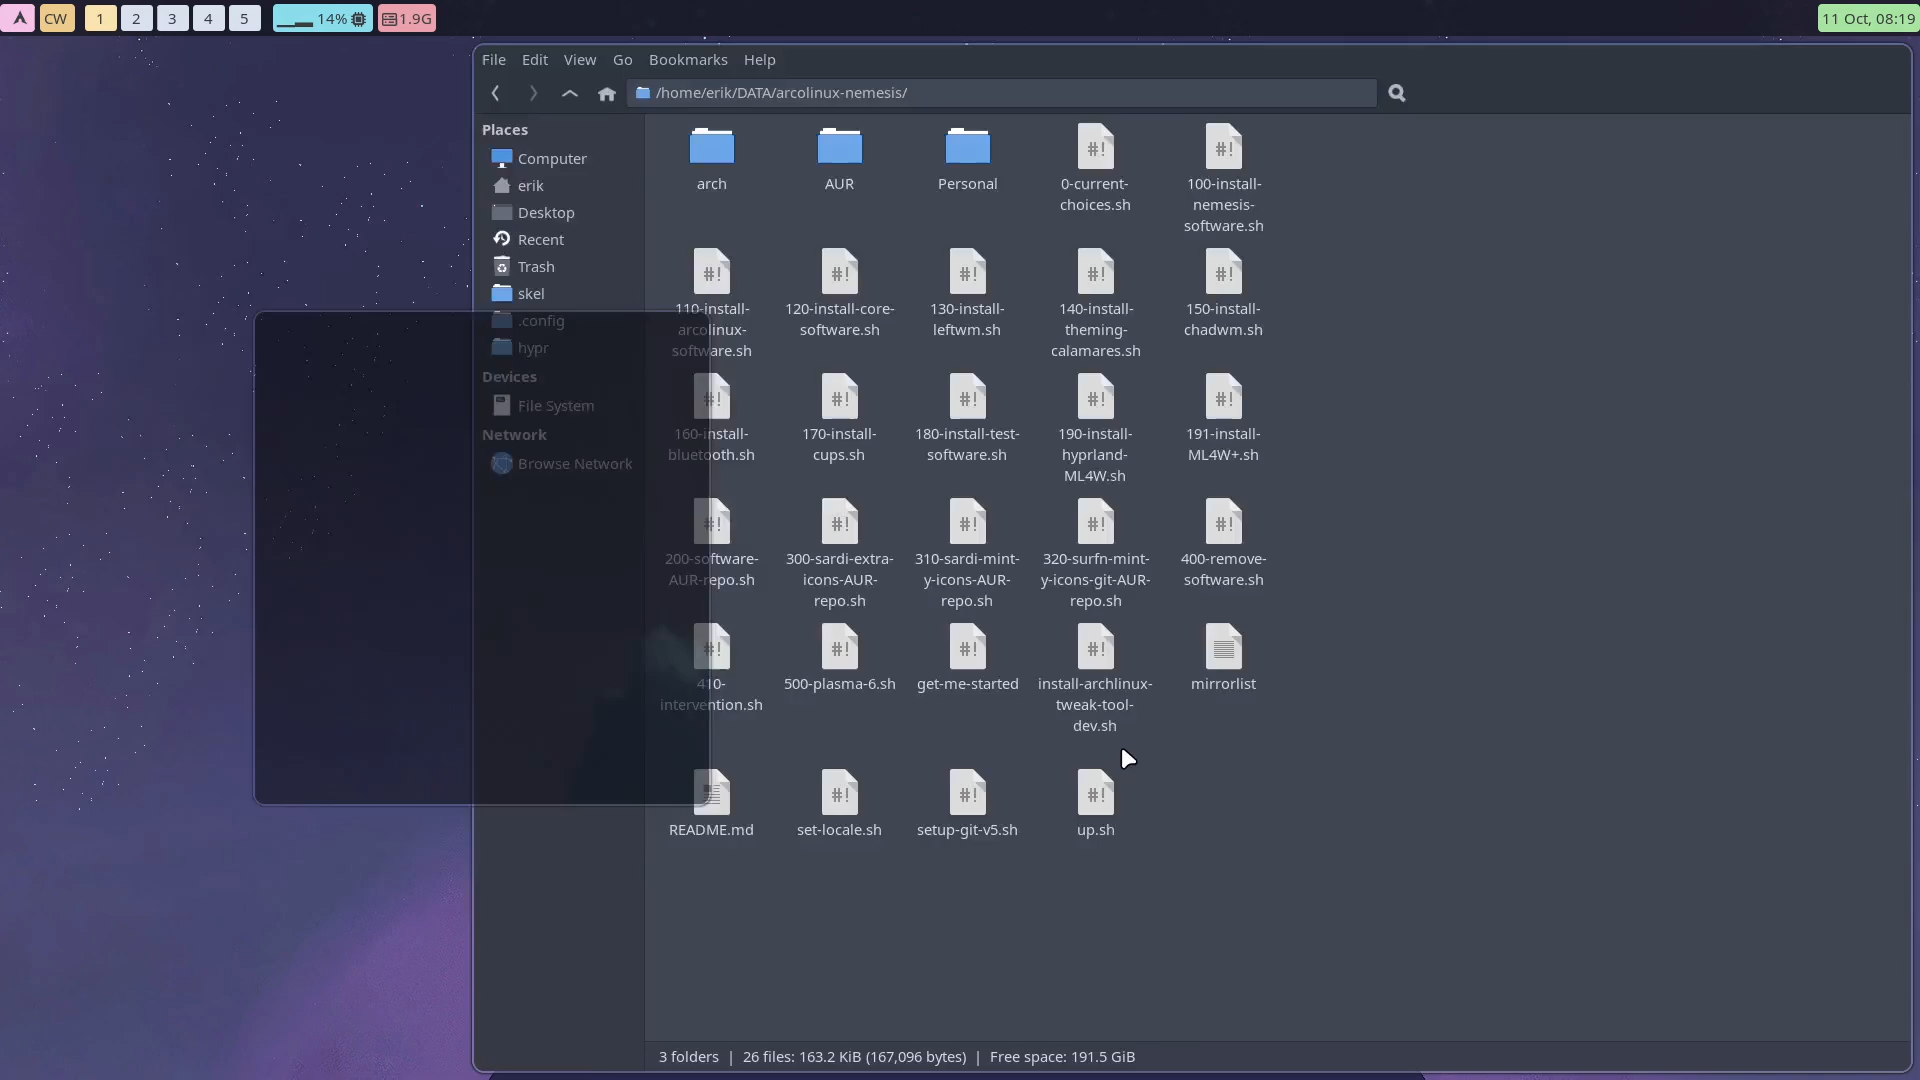 CW 1 2 3 4 5 14% 1.9G 11 Oct, 08:19
File Edit View Go Bookmarks Help
/home/erik/DATA/arcolinux-nemesis/
Places
Computer
erik
Desktop
Recent
Trash
skel
.config
hypr
Devices
File System
Network
Browse Network
arch
AUR
Personal
0-current-
choices.sh
100-install-
nemesis-
software.sh
110-install-
arcolinux-
software.sh
120-install-core-
software.sh
130-install-
leftwm.sh
140-install-
theming-
calamares.sh
150-install-
chadwm.sh
160-install-
bluetooth.sh
170-install-
cups.sh
180-install-test-
software.sh
190-install-
hyprland-
ML4W.sh
191-install-
ML4W+.sh
200-software-
AUR-repo.sh
300-sardi-extra-
icons-AUR-
repo.sh
310-sardi-mint-
y-icons-AUR-
repo.sh
320-surfn-mint-
y-icons-git-AUR-
repo.sh
400-remove-
software.sh
410-
intervention.sh
500-plasma-6.sh
get-me-started
install-archlinux-
tweak-tool-
dev.sh
mirrorlist
README.md
set-locale.sh
setup-git-v5.sh
up.sh
3 folders | 26 files: 163.2 KiB (167,096 bytes) | Free space: 191.5 GiB